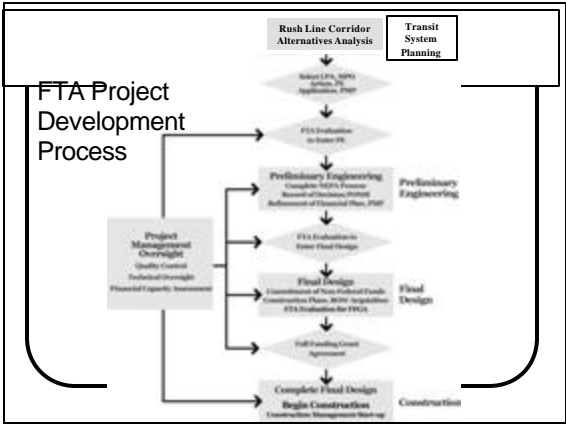 Rush Line Corridor
Alternatives Analysis
Transit
System
Planning
FTA Project
Development
Process
Select LPA, MPO
Action, PE
Application, PMP
FTA Evaluation
to Enter PE
Preliminary Engineering
Complete NEPA Process
Record of Decision/FONSI
Refinement of Financial Plan, PMP
Preliminary
Engineering
Project
Management
Oversight
Quality Control
Technical Oversight
Financial Capacity Assessment
FTA Evaluation to
Enter Final Design
Final Design
Commitment of Non-Federal Funds
Construction Plans, ROW Acquisition
FTA Evaluation for FFGA
Final
Design
Full Funding Grant
Agreement
Complete Final Design
Begin Construction
Construction Management Start-up
Construction